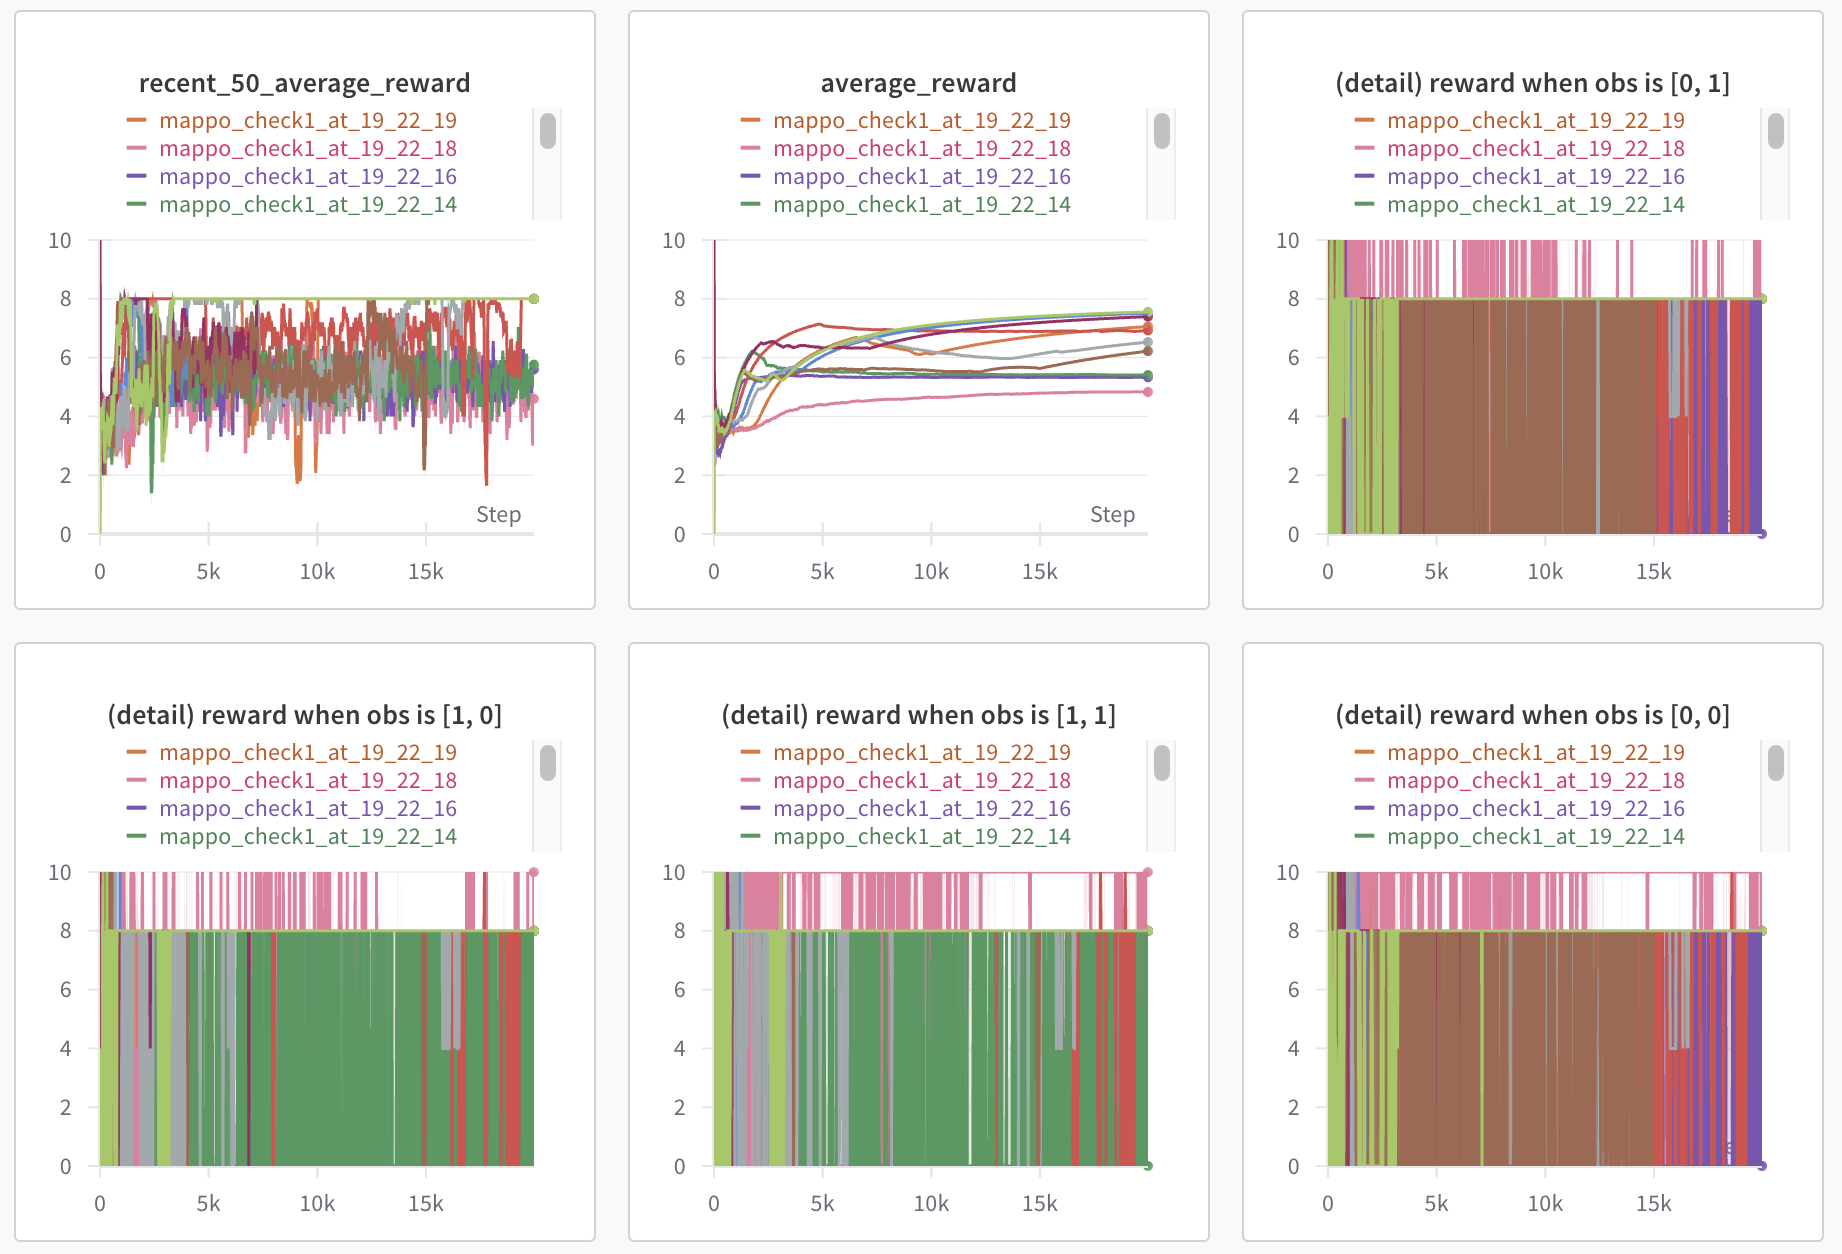 recent_50_average_reward
mappo_check1_at_19_22_19
mappo_check1_at_19_22_18
mappo_check1_at_19_22_16
mappo_check1_at_19_22_14
10
8
6
4
2
0
Step
0 5k 10k 15k
average_reward
mappo_check1_at_19_22_19
mappo_check1_at_19_22_18
mappo_check1_at_19_22_16
mappo_check1_at_19_22_14
10
8
6
4
2
0
Step
0 5k 10k 15k
(detail) reward when obs is [0, 1]
mappo_check1_at_19_22_19
mappo_check1_at_19_22_18
mappo_check1_at_19_22_16
mappo_check1_at_19_22_14
10
8
6
4
2
0
0 5k 10k 15k
(detail) reward when obs is [1, 0]
mappo_check1_at_19_22_19
mappo_check1_at_19_22_18
mappo_check1_at_19_22_16
mappo_check1_at_19_22_14
10
8
6
4
2
0
0 5k 10k 15k
(detail) reward when obs is [1, 1]
mappo_check1_at_19_22_19
mappo_check1_at_19_22_18
mappo_check1_at_19_22_16
mappo_check1_at_19_22_14
10
8
6
4
2
0
0 5k 10k 15k
(detail) reward when obs is [0, 0]
mappo_check1_at_19_22_19
mappo_check1_at_19_22_18
mappo_check1_at_19_22_16
mappo_check1_at_19_22_14
10
8
6
4
2
0
0 5k 10k 15k